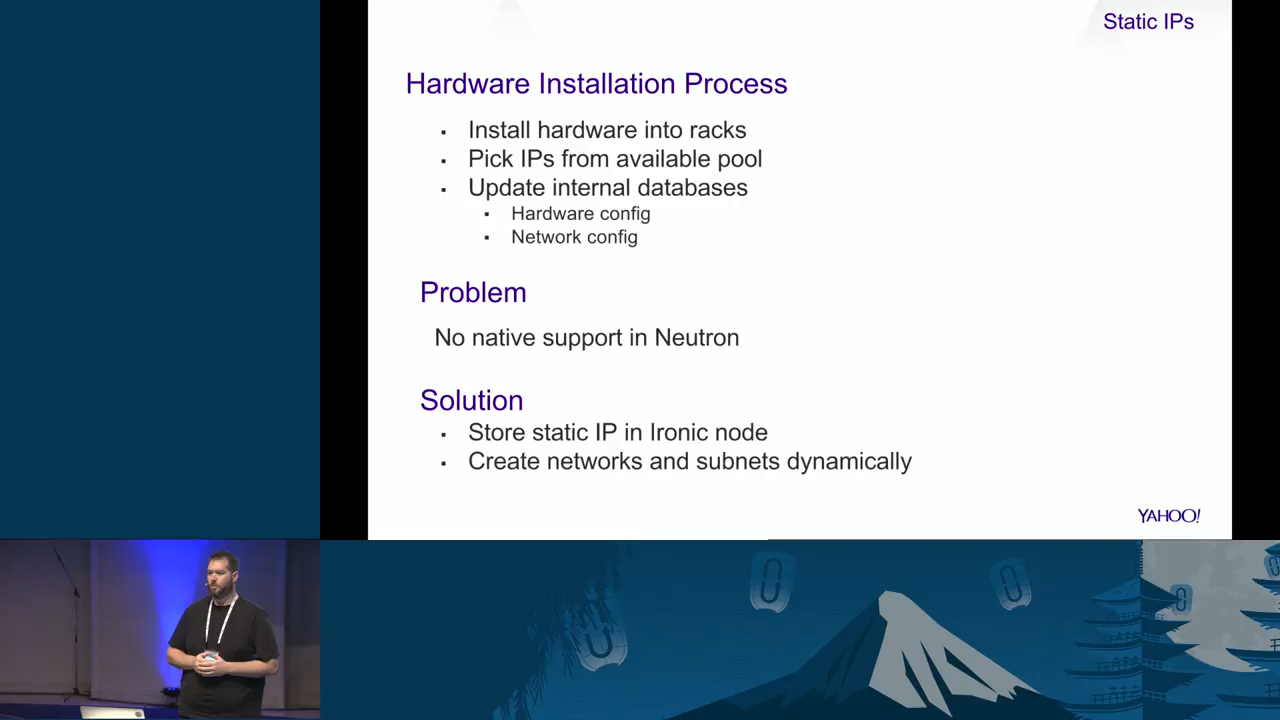 Static IPs
Hardware Installation Process
▪ Install hardware into racks
▪ Pick IPs from available pool
▪ Update internal databases
▪ Hardware config
▪ Network config
Problem
No native support in Neutron
Solution
▪ Store static IP in Ironic node
▪ Create networks and subnets dynamically
YAHOO!